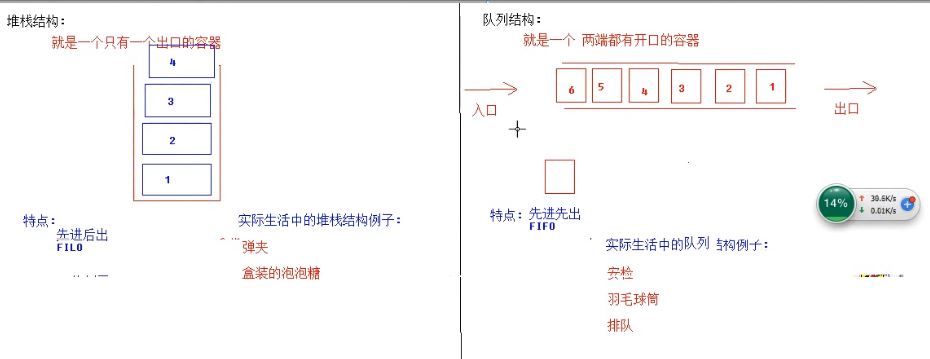 堆栈结构：
就是一个只有一个出口的容器
4
3
2
1
特点：
先进后出
FILO
实际生活中的堆栈结构例子：
弹夹
盒装的泡泡糖
队列结构：
就是一个 两端都有开口的容器
6 5 4 3 2 1
入口
出口
特点：先进先出
FIFO
实际生活中的队列 结构例子：
安检
羽毛球筒
排队
14%
30.6K/s
0.01K/s